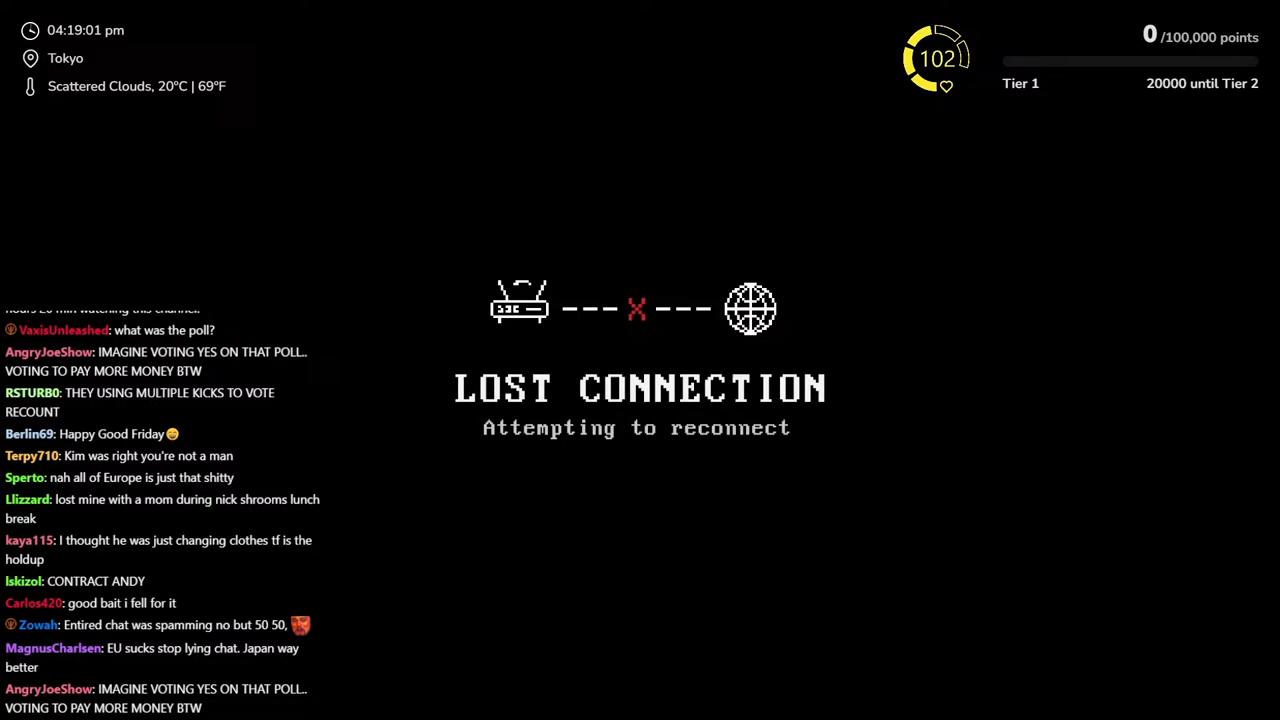 04:19:01 pm
Tokyo
Scattered Clouds, 20°C | 69°F
102
0 /100,000 points
Tier 1
20000 until Tier 2
LOST CONNECTION
Attempting to reconnect
VaxisUnleashed: what was the poll?
AngryJoeShow: IMAGINE VOTING YES ON THAT POLL..
VOTING TO PAY MORE MONEY BTW
RSTURB0: THEY USING MULTIPLE KICKS TO VOTE
RECOUNT
Berlin69: Happy Good Friday😄
Terpy710: Kim was right you're not a man
Sperto: nah all of Europe is just that shitty
Llizzard: lost mine with a mom during nick shrooms lunch
break
kaya115: I thought he was just changing clothes tf is the
holdup
lskizol: CONTRACT ANDY
Carlos420: good bait i fell for it
Zowah: Entired chat was spamming no but 50 50,
MagnusCharlsen: EU sucks stop lying chat. Japan way
better
AngryJoeShow: IMAGINE VOTING YES ON THAT POLL..
VOTING TO PAY MORE MONEY BTW